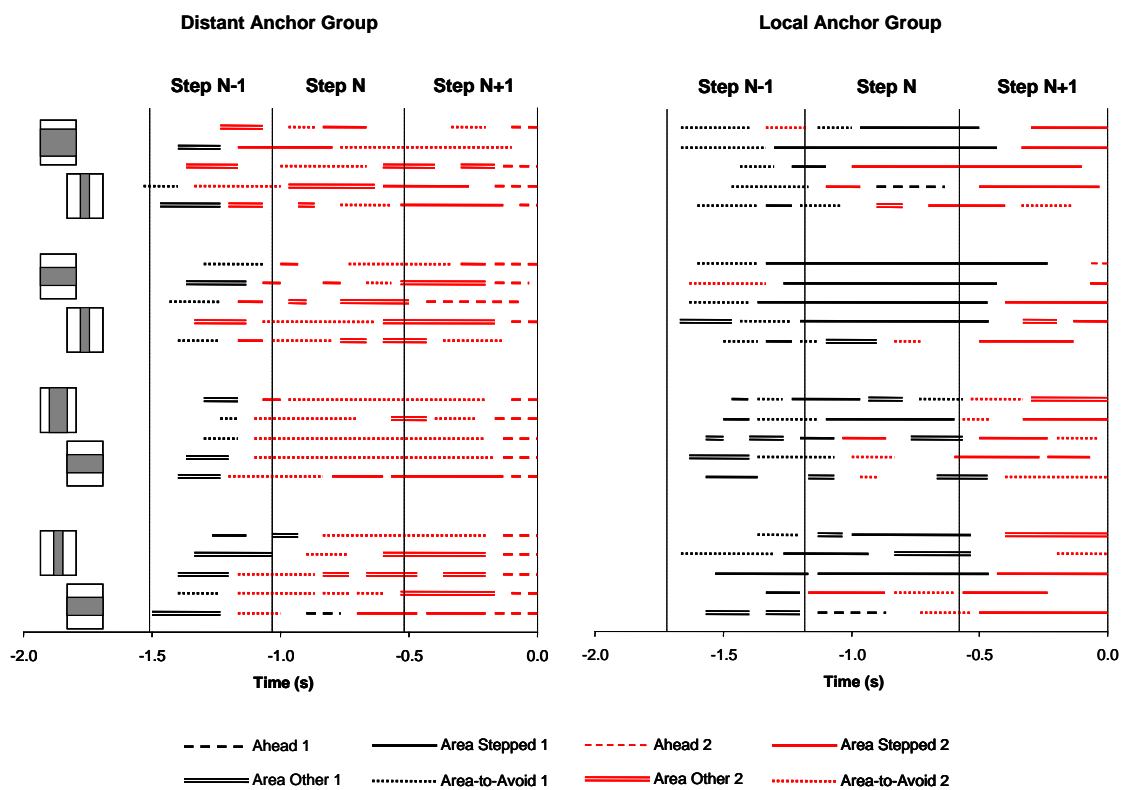 Distant Anchor Group
Local Anchor Group
Step N-1 Step N Step N+1
Step N-1 Step N Step N+1
-2.0 -1.5 -1.0 -0.5 0.0
-2.0 -1.5 -1.0 -0.5 0.0
Time (s)
Time (s)
Ahead 1 Area Stepped 1 Ahead 2 Area Stepped 2
Area Other 1 Area-to-Avoid 1 Area Other 2 Area-to-Avoid 2